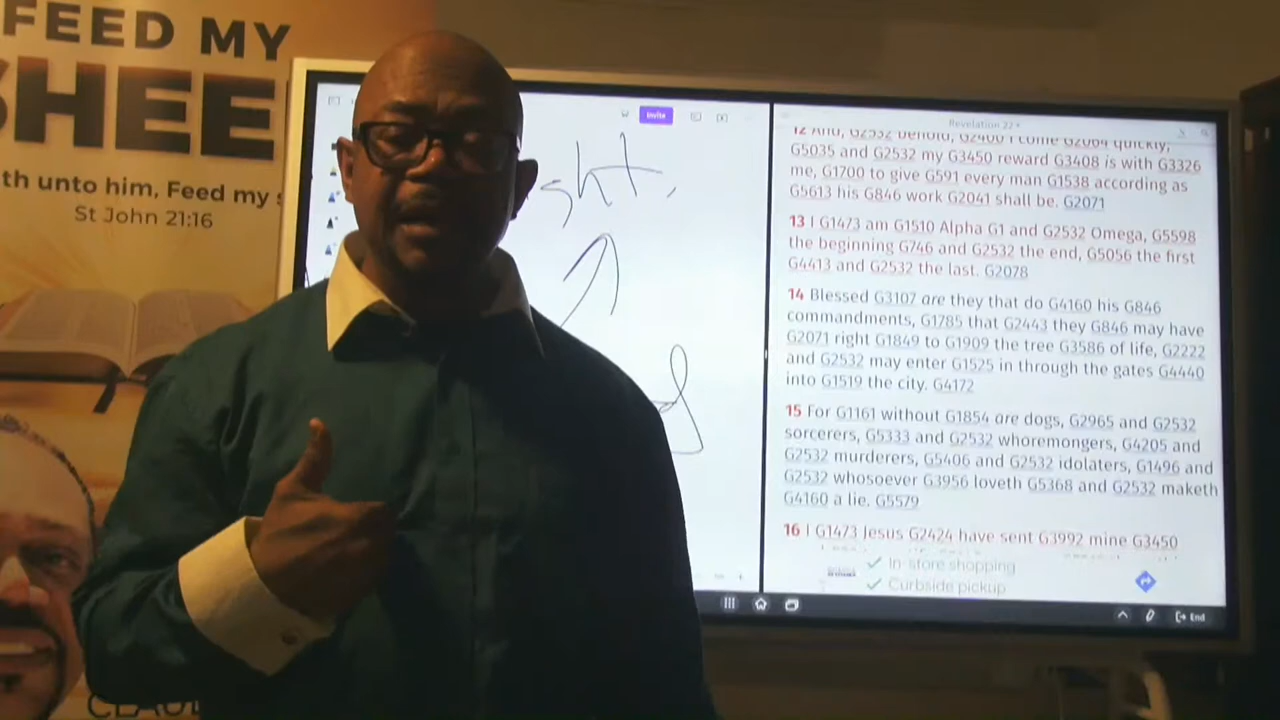 FEED MY
SHEE
th unto him, Feed my s
St John 21:16
Invite
ght,
Revelation 22
12 And, G2532 behold, G2400 I come G2064 quickly;
G5035 and G2532 my G3450 reward G3408 is with G3326
me, G1700 to give G591 every man G1538 according as
G5613 his G846 work G2041 shall be. G2071
13 I G1473 am G1510 Alpha G1 and G2532 Omega, G5598
the beginning G746 and G2532 the end, G5056 the first
G4413 and G2532 the last. G2078
14 Blessed G3107 are they that do G4160 his G846
commandments, G1785 that G2443 they G846 may have
G2071 right G1849 to G1909 the tree G3586 of life, G2222
and G2532 may enter G1525 in through the gates G4440
into G1519 the city. G4172
15 For G1161 without G1854 are dogs, G2965 and G2532
sorcerers, G5333 and G2532 whoremongers, G4205 and
G2532 murderers, G5406 and G2532 idolaters, G1496 and
G2532 whosoever G3956 loveth G5368 and G2532 maketh
G4160 a lie. G5579
16 I G1473 Jesus G2424 have sent G3992 mine G3450
In-store shopping
Curbside pickup
End